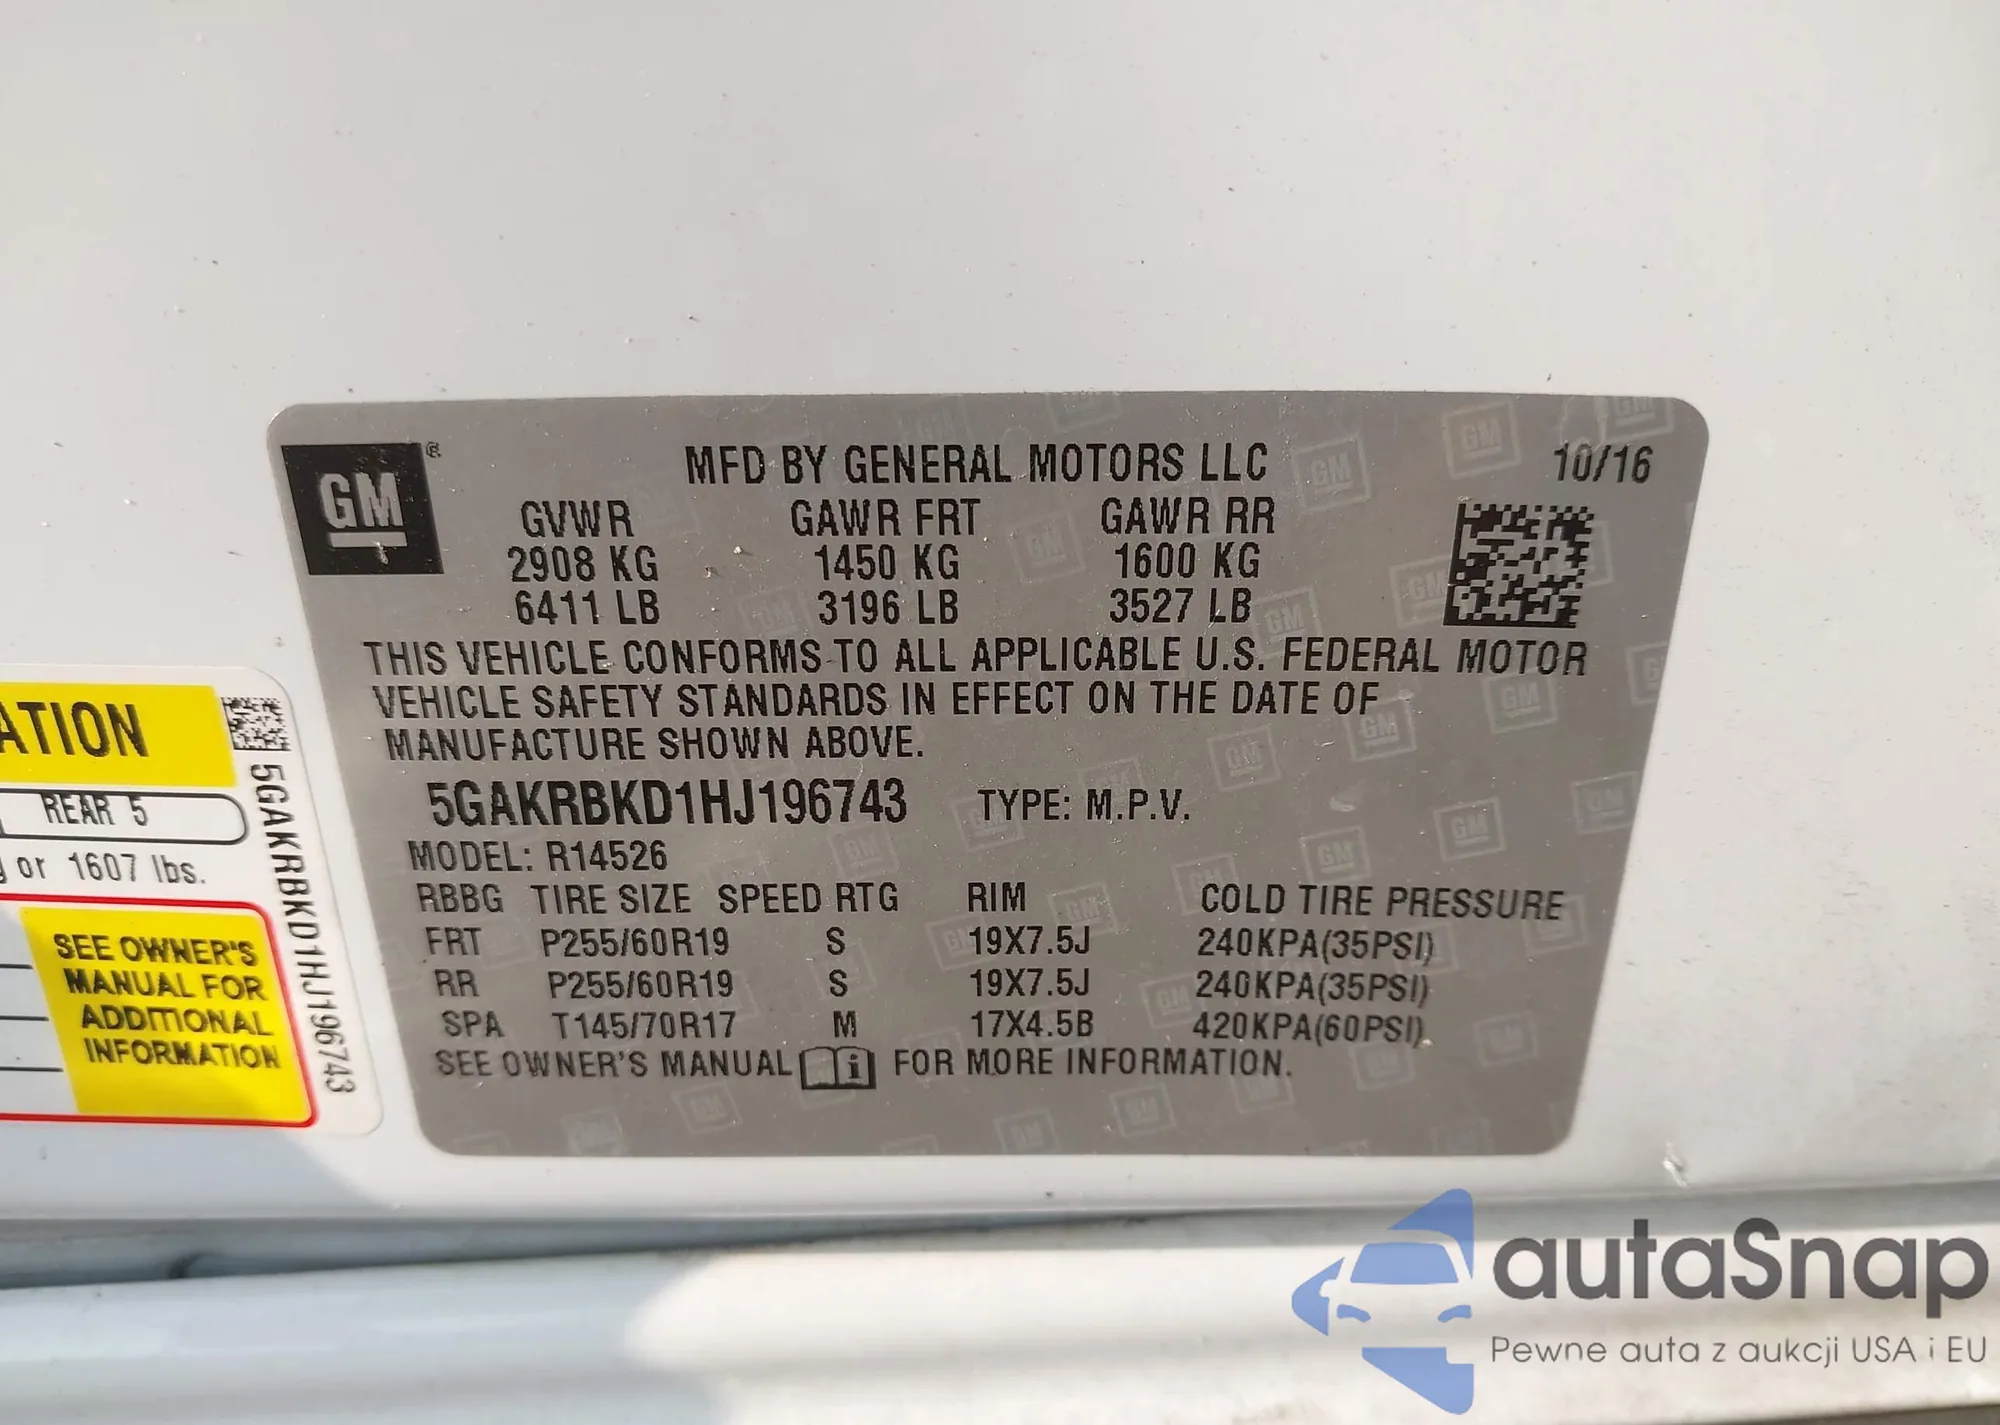 GM ®
MFD BY GENERAL MOTORS LLC 10/16
GVWR GAWR FRT GAWR RR
2908 KG 1450 KG 1600 KG
6411 LB 3196 LB 3527 LB
THIS VEHICLE CONFORMS TO ALL APPLICABLE U.S. FEDERAL MOTOR
VEHICLE SAFETY STANDARDS IN EFFECT ON THE DATE OF
MANUFACTURE SHOWN ABOVE.
5GAKRBKD1HJ196743 TYPE: M.P.V.
MODEL: R14526
RBBG TIRE SIZE SPEED RTG RIM COLD TIRE PRESSURE
FRT P255/60R19 S 19X7.5J 240KPA(35PSI)
RR P255/60R19 S 19X7.5J 240KPA(35PSI)
SPA T145/70R17 M 17X4.5B 420KPA(60PSI)
SEE OWNER'S MANUAL i FOR MORE INFORMATION.
ATION
REAR 5
or 1607 lbs.
SEE OWNER'S
MANUAL FOR
ADDITIONAL
INFORMATION
5GAKRBKD1HJ196743
autaSnap
Pewne auta z aukcji USA i EU